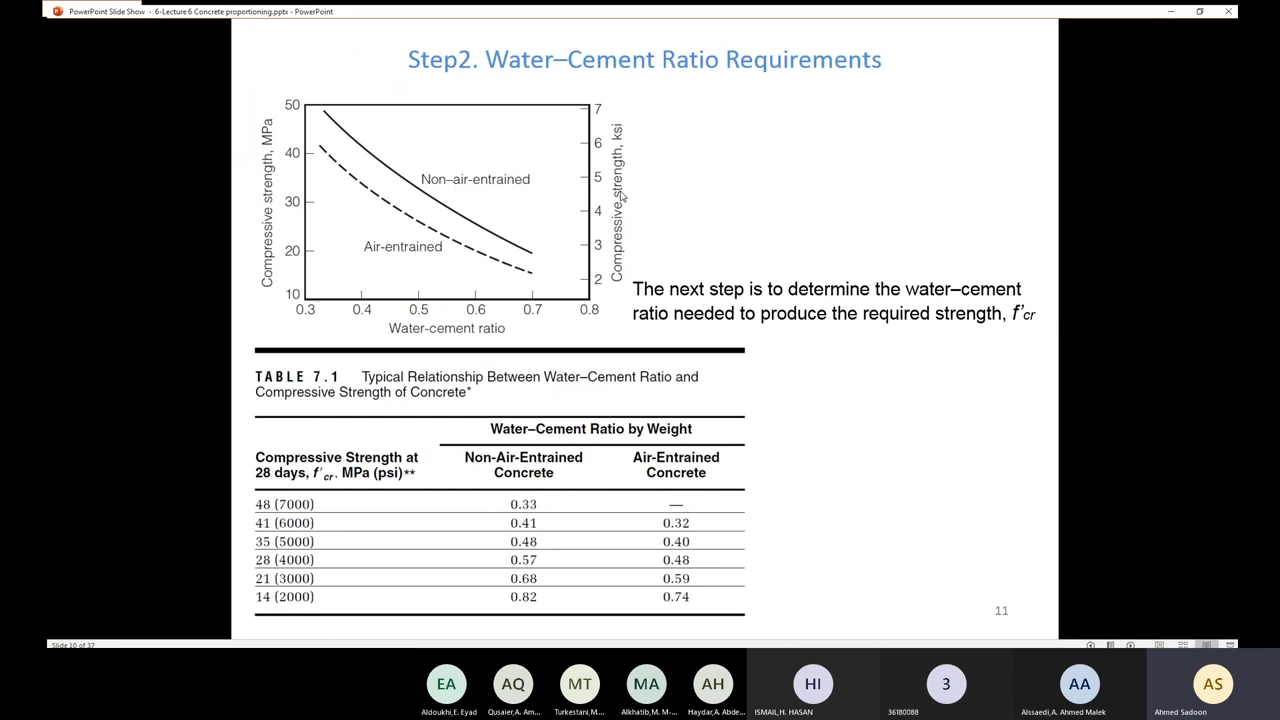 PowerPoint Slide Show - 6-Lecture 6 Concrete proportioning.pptx - PowerPoint
Step2. Water–Cement Ratio Requirements
50
40
30
20
10
Compressive strength, MPa
7
6
5
4
3
2
Compressive strength, ksi
Non–air-entrained
Air-entrained
0.3 0.4 0.5 0.6 0.7 0.8
Water-cement ratio
The next step is to determine the water–cement
ratio needed to produce the required strength, f'cr
TABLE 7.1 Typical Relationship Between Water–Cement Ratio and
Compressive Strength of Concrete*
Water–Cement Ratio by Weight
Compressive Strength at
28 days, f'cr, MPa (psi)**
Non-Air-Entrained
Concrete
Air-Entrained
Concrete
48 (7000) 0.33 —
41 (6000) 0.41 0.32
35 (5000) 0.48 0.40
28 (4000) 0.57 0.48
21 (3000) 0.68 0.59
14 (2000) 0.82 0.74
11
Slide 10 of 37
EA AQ MT MA AH HI 3 AA AS
Aldoukhi,E. Eyad Qusaier,A. Am... Turkestani,M.... Alkhatib,M. M-... Haydar,A. Abde... ISMAIL,H. HASAN 36180088 Alssaedi,A. Ahmed Malek Ahmed Sadoon